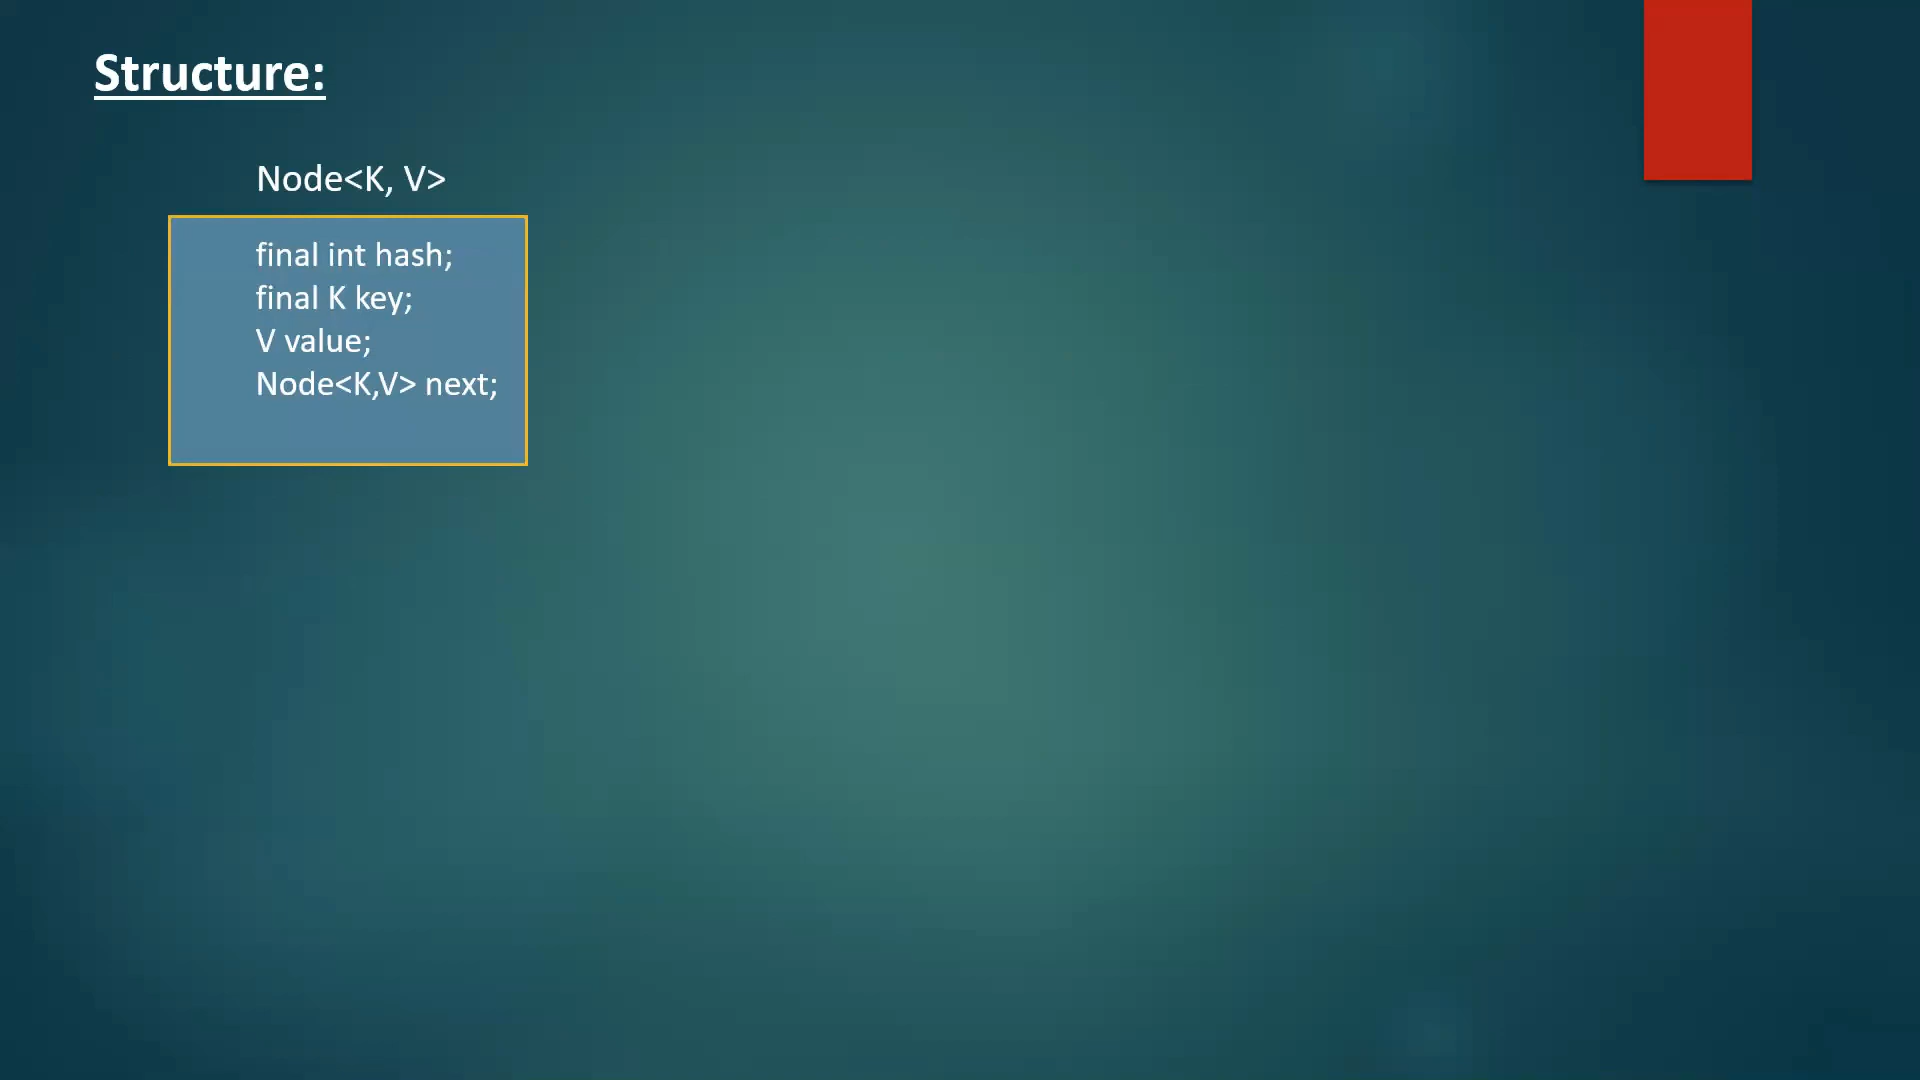 Structure:
Node<K, V>
final int hash;
final K key;
V value;
Node<K,V> next;